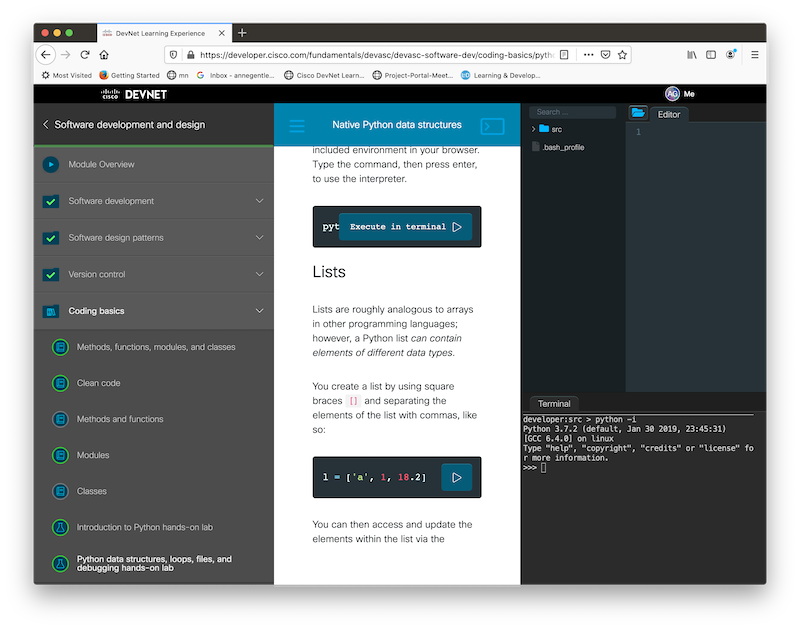 DevNet Learning Experience
https://developer.cisco.com/fundamentals/devasc/devasc-software-dev/coding-basics/pyth
Most Visited Getting Started mn Inbox - annegentle... Cisco DevNet Learn... Project-Portal-Meet... Learning & Develop...
CISCO DEVNET
AG Me
Software development and design
Module Overview
Software development
Software design patterns
Version control
Coding basics
Methods, functions, modules, and classes
Clean code
Methods and functions
Modules
Classes
Introduction to Python hands-on lab
Python data structures, loops, files, and
debugging hands-on lab
Native Python data structures
included environment in your browser.
Type the command, then press enter,
to use the interpreter.
pyt Execute in terminal
Lists
Lists are roughly analogous to arrays
in other programming languages;
however, a Python list can contain
elements of different data types.
You create a list by using square
braces [] and separating the
elements of the list with commas, like
so:
l = ['a', 1, 18.2]
You can then access and update the
elements within the list via the
Search ...
src
.bash_profile
Editor
1
Terminal
developer:src > python -i
Python 3.7.2 (default, Jan 30 2019, 23:45:31)
[GCC 6.4.0] on linux
Type "help", "copyright", "credits" or "license" fo
r more information.
>>>